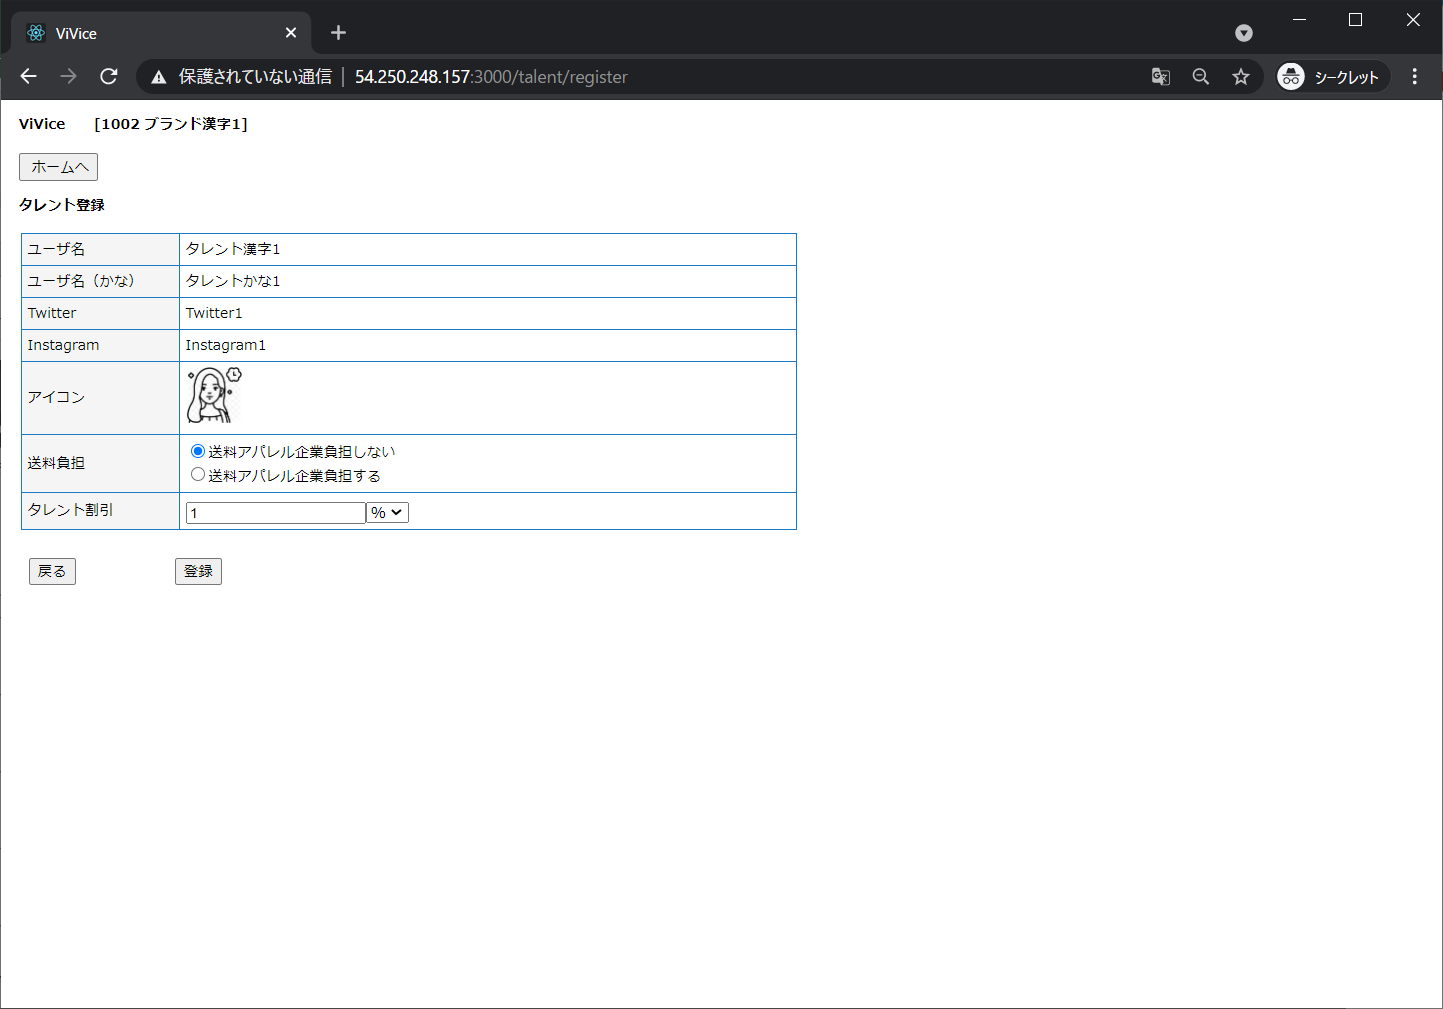 ViVice
保護されていない通信 | 54.250.248.157:3000/talent/register シークレット
ViVice [1002 ブランド漢字1]
ホームへ
タレント登録
ユーザ名 タレント漢字1
ユーザ名（かな） タレントかな1
Twitter Twitter1
Instagram Instagram1
アイコン
送料負担
送料アパレル企業負担しない
送料アパレル企業負担する
タレント割引 1 %
戻る 登録